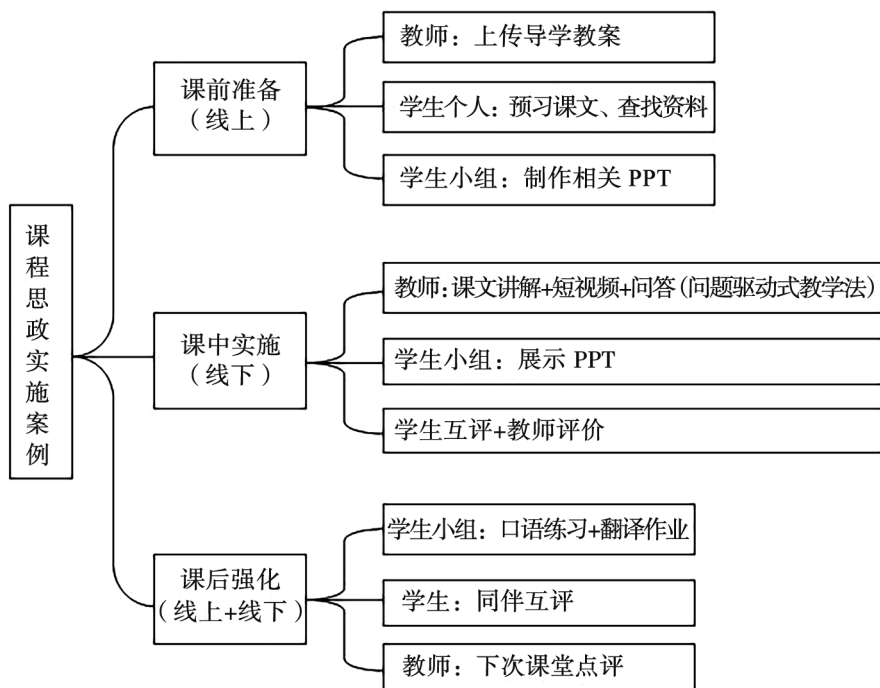 课程思政实施案例
课前准备
（线上）
教师：上传导学教案
学生个人：预习课文、查找资料
学生小组：制作相关 PPT
课中实施
（线下）
教师：课文讲解+短视频+问答（问题驱动式教学法）
学生小组：展示 PPT
学生互评+教师评价
课后强化
（线上+线下）
学生小组：口语练习+翻译作业
学生：同伴互评
教师：下次课堂点评